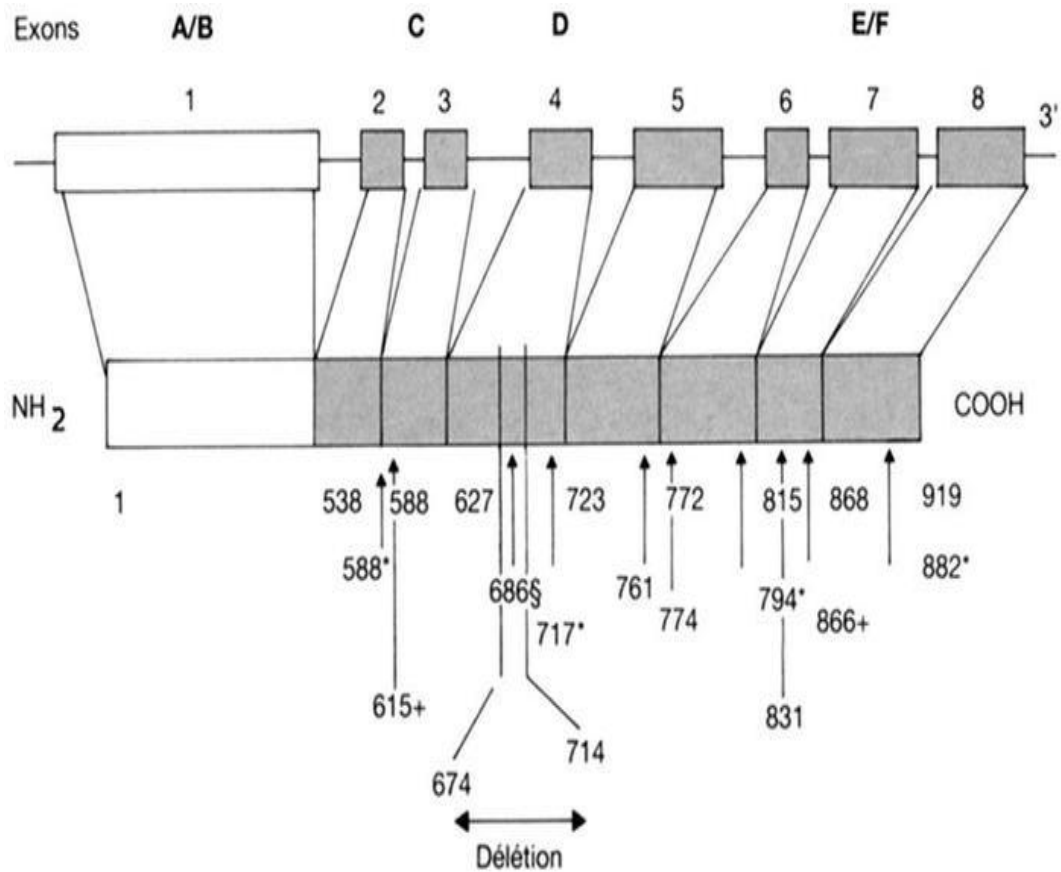 Exons A/B C D E/F
1 2 3 4 5 6 7 8 3'
NH2 COOH
1 538 588 627 723 772 815 868 919
588* 686§ 761 794* 882*
717* 774 866+
615+ 831
674 714
Délétion